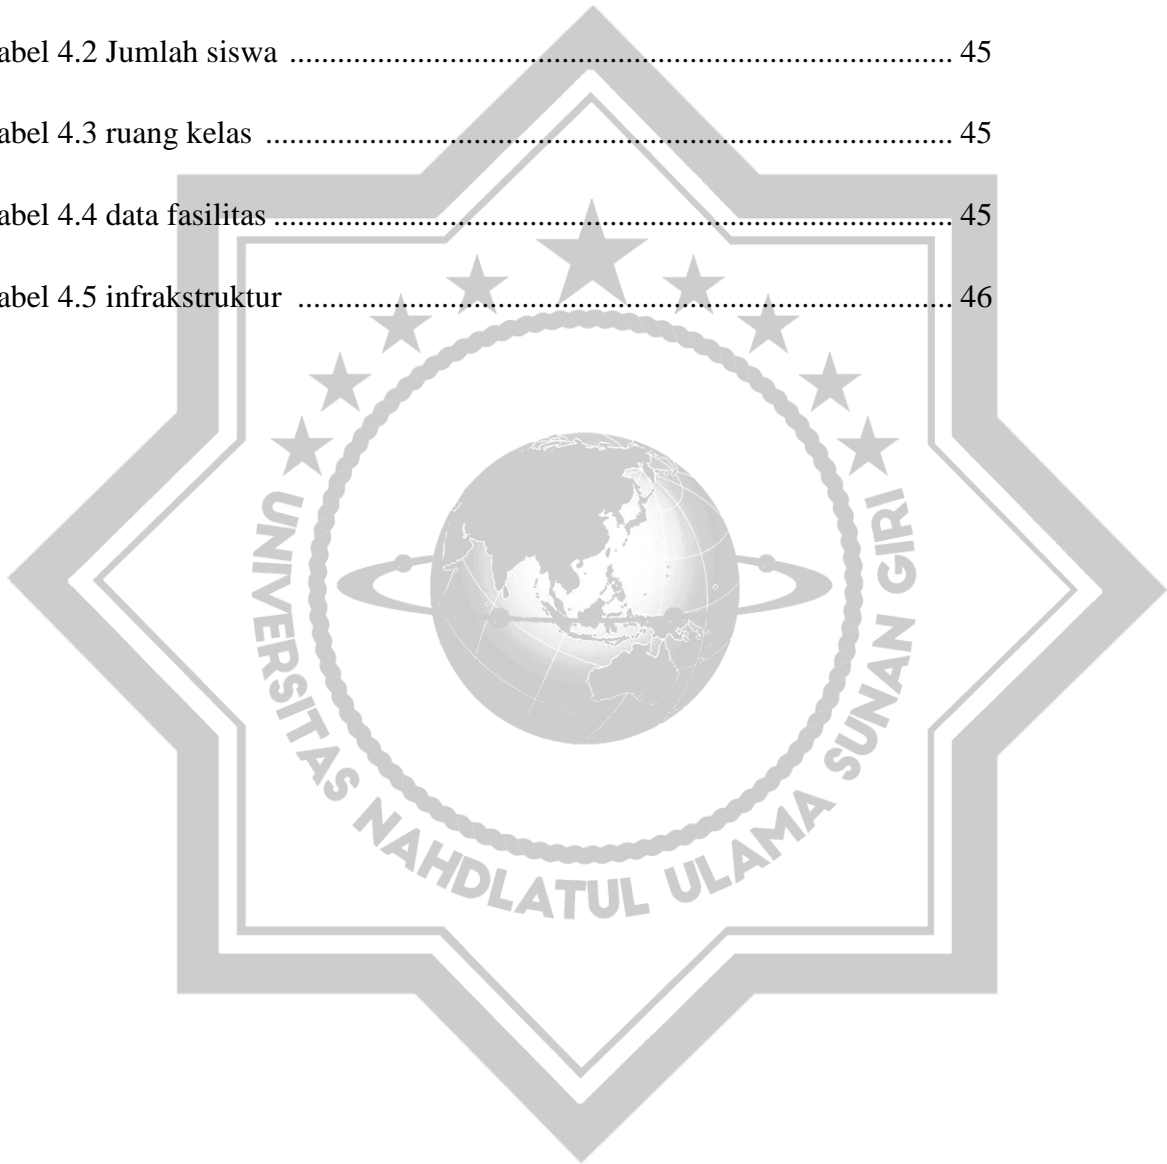 abel 4.2 Jumlah siswa .................................................................................... 45
abel 4.3 ruang kelas ....................................................................................... 45
abel 4.4 data fasilitas ...................................................................................... 45
abel 4.5 infrakstruktur ................................................................................... 46
UNIVERSITAS NAHDLATUL ULAMA SUNAN GIRI